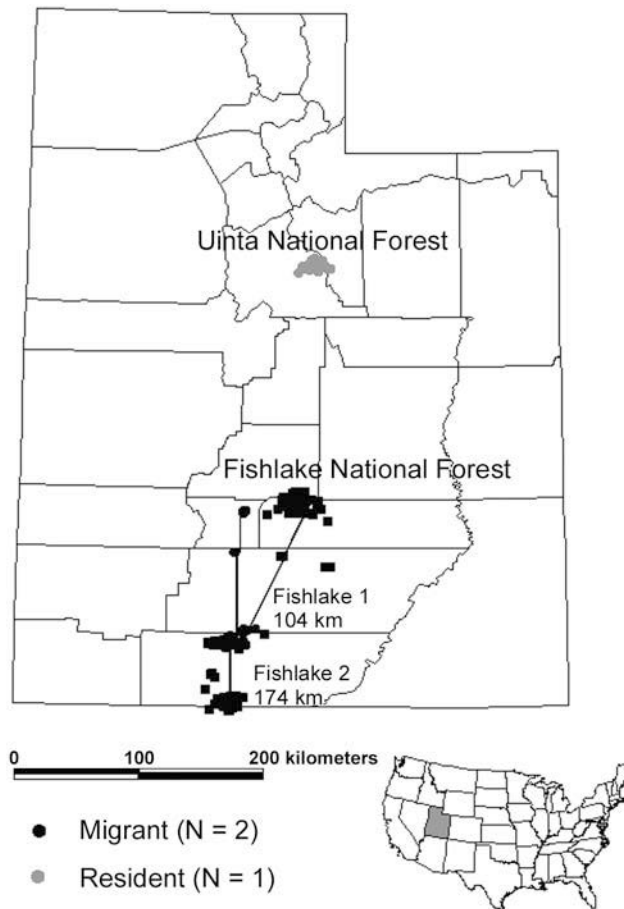 Uinta National Forest
Fishlake National Forest
Fishlake 1
104 km
Fishlake 2
174 km
0 100 200 kilometers
Migrant (N = 2)
Resident (N = 1)